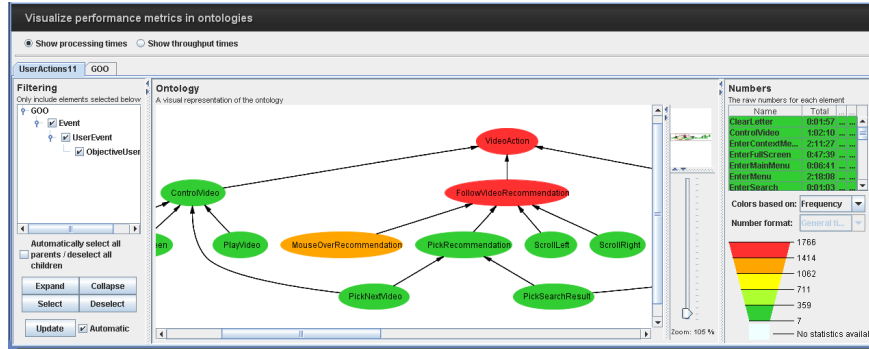 Visualize performance metrics in ontologies
Show processing times Show throughput times
UserActions11 GOO
Filtering
Only include elements selected below
GOO
Event
UserEvent
ObjectiveUser
Automatically select all
parents / deselect all
children
Expand Collapse
Select Deselect
Update Automatic
Ontology
A visual representation of the ontology
VideoAction
ControlVideo
FollowVideoRecommendation
een
PlayVideo
MouseOverRecommendation
PickRecommendation
ScrollLeft
ScrollRight
PickNextVideo
PickSearchResult
Zoom: 105 %
Numbers
The raw numbers for each element
Name Total ... ...
ClearLetter 0:01:57 ... ...
ControlVideo 1:02:10 ... ...
EnterContextMe... 2:11:27 ... ...
EnterFullScreen 0:47:39 ... ...
EnterMainMenu 0:06:41 ... ...
EnterMenu 2:18:08 ... ...
EnterSearch 0:01:03 ... ...
Colors based on: Frequency
Number format: General ti...
1766
1414
1062
711
359
7
No statistics availal